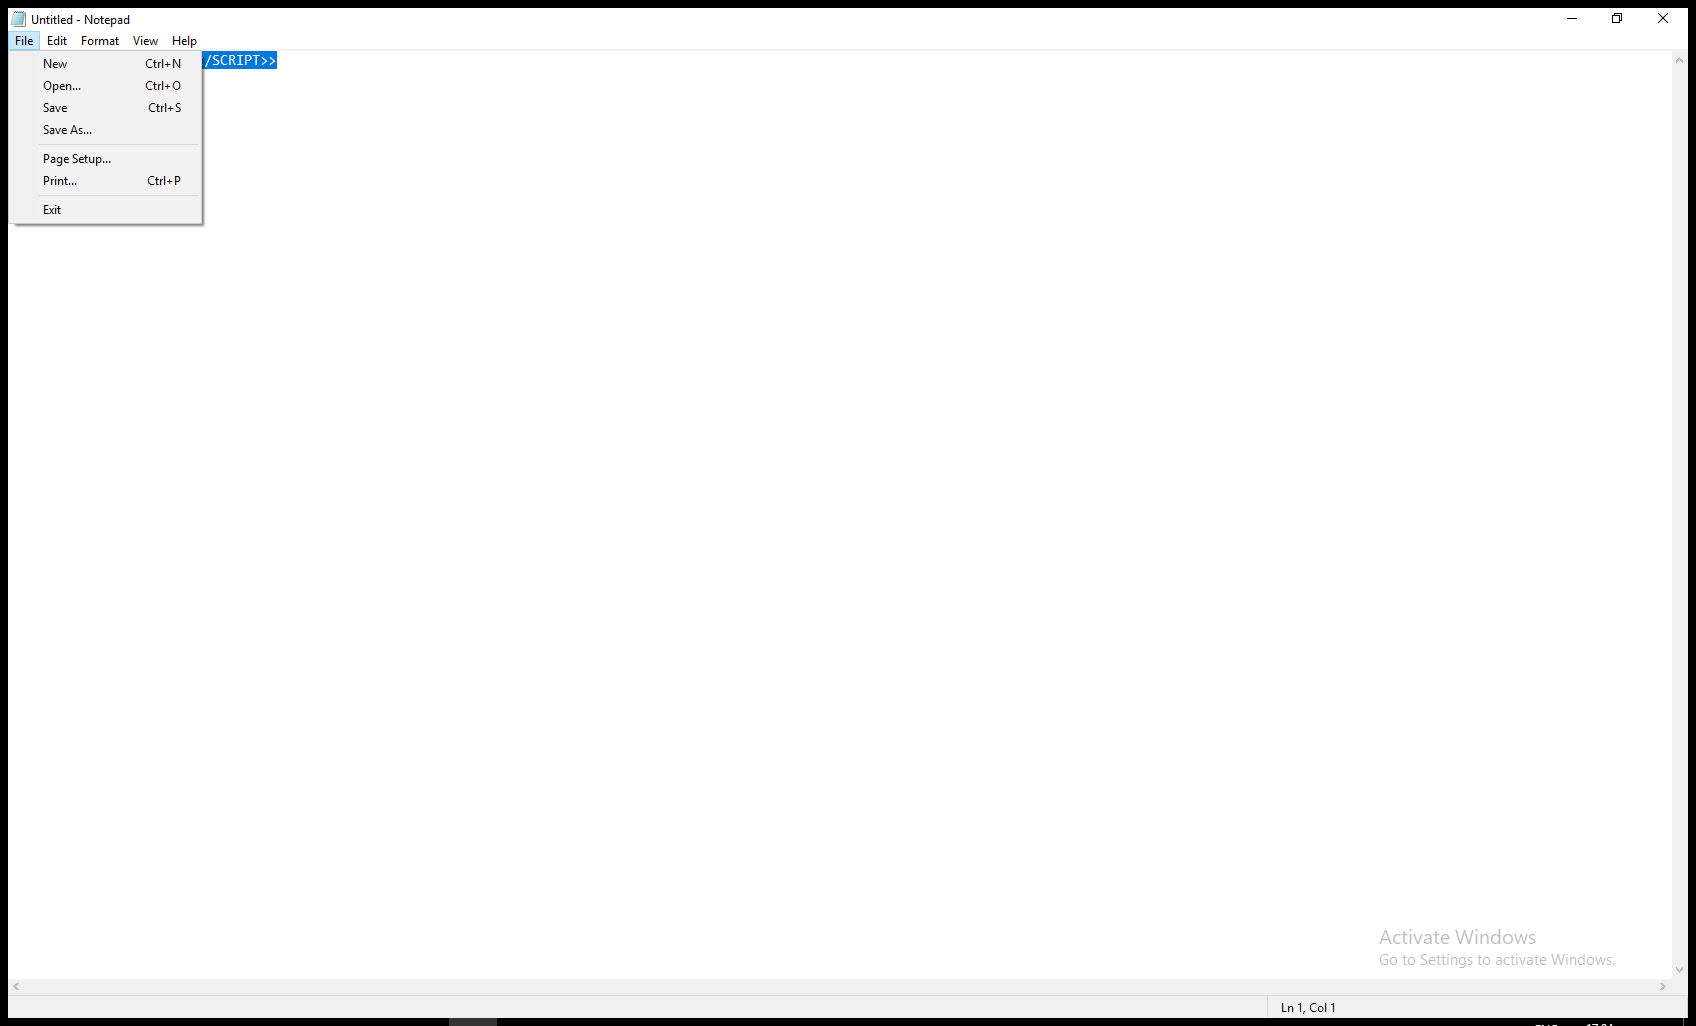 Untitled - Notepad
File Edit Format View Help
/SCRIPT>>
New Ctrl+N
Open... Ctrl+O
Save Ctrl+S
Save As...
Page Setup...
Print... Ctrl+P
Exit
Activate Windows
Go to Settings to activate Windows.
Ln 1, Col 1